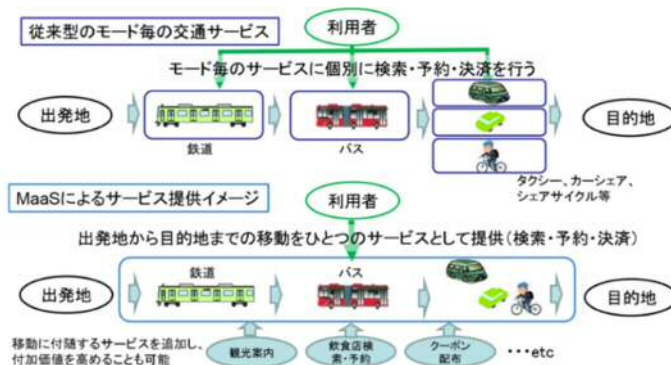 従来型のモード毎の交通サービス
利用者
モード毎のサービスに個別に検索・予約・決済を行う
出発地
鉄道
バス
タクシー、カーシェア、
シェアサイクル等
目的地
MaaSによるサービス提供イメージ
利用者
出発地から目的地までの移動をひとつのサービスとして提供(検索・予約・決済)
出発地
鉄道
バス
目的地
移動に付随するサービスを追加し、
付加価値を高めることも可能
観光案内
飲食店検
索・予約
クーポン
配布
・・・etc